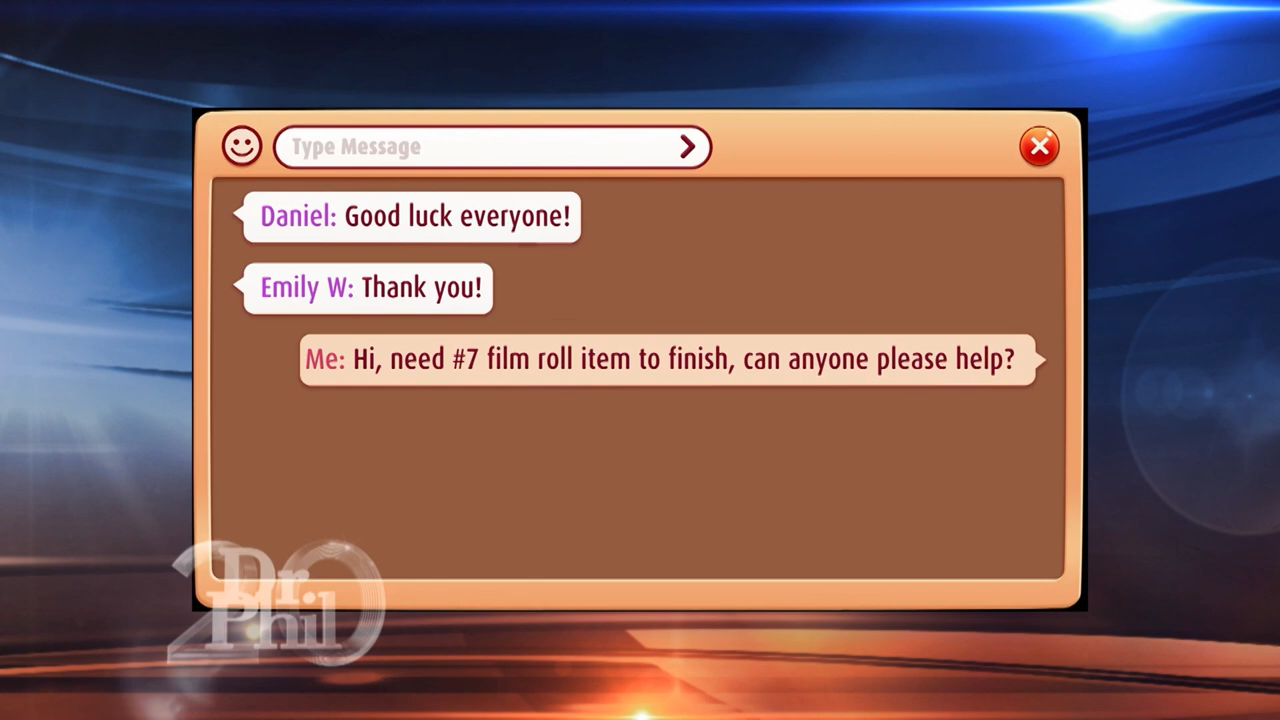 Type Message
Daniel: Good luck everyone!
Emily W: Thank you!
Me: Hi, need #7 film roll item to finish, can anyone please help?
20
Dr.
Phil